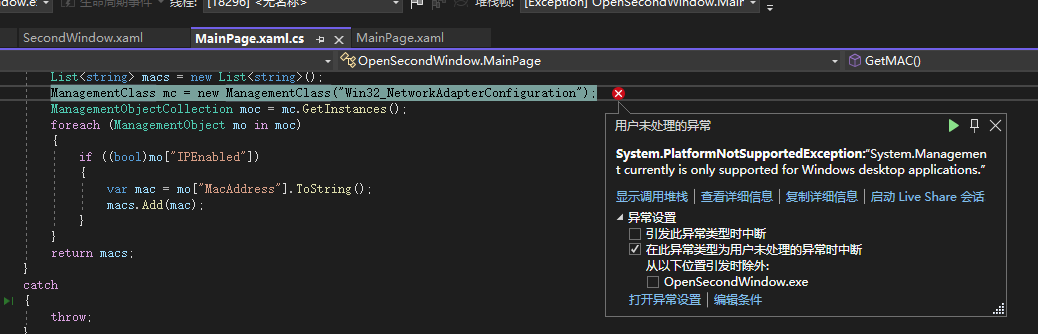 ndow.e›
生命周期事件
线程:
[18296] <无名称>
堆栈帧:
[Exception] OpenSecondWindow.Mair
SecondWindow.xaml
MainPage.xaml.cs
MainPage.xaml
OpenSecondWindow.MainPage
GetMAC()
List<string> macs = new List<string>();
ManagementClass mc = new ManagementClass("Win32_NetworkAdapterConfiguration");
ManagementObjectCollection moc = mc.GetInstances();
foreach (ManagementObject mo in moc)
{
if ((bool)mo["IPEnabled"])
{
var mac = mo["MacAddress"].ToString();
macs.Add(mac);
}
}
return macs;
}
catch
{
throw;
}
用户未处理的异常
System.PlatformNotSupportedException:“System.Managemen
t currently is only supported for Windows desktop applications.”
显示调用堆栈 | 查看详细信息 | 复制详细信息 | 启动 Live Share 会话
异常设置
引发此异常类型时中断
在此异常类型为用户未处理的异常时中断
从以下位置引发时除外:
OpenSecondWindow.exe
打开异常设置 | 编辑条件